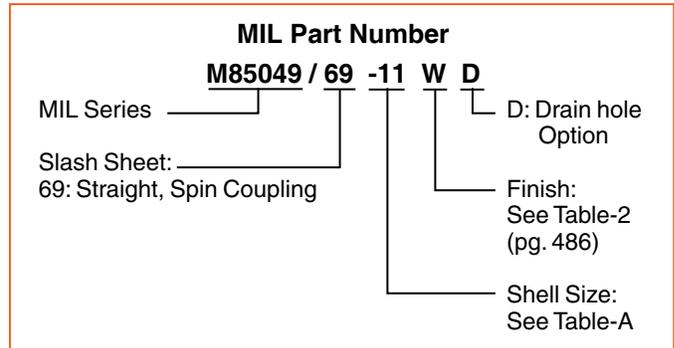 MIL Part Number
M85049 / 69 -11 W D
MIL Series
D: Drain hole
Option
Slash Sheet:
69: Straight, Spin Coupling
Finish:
See Table-2
(pg. 486)
Shell Size:
See Table-A